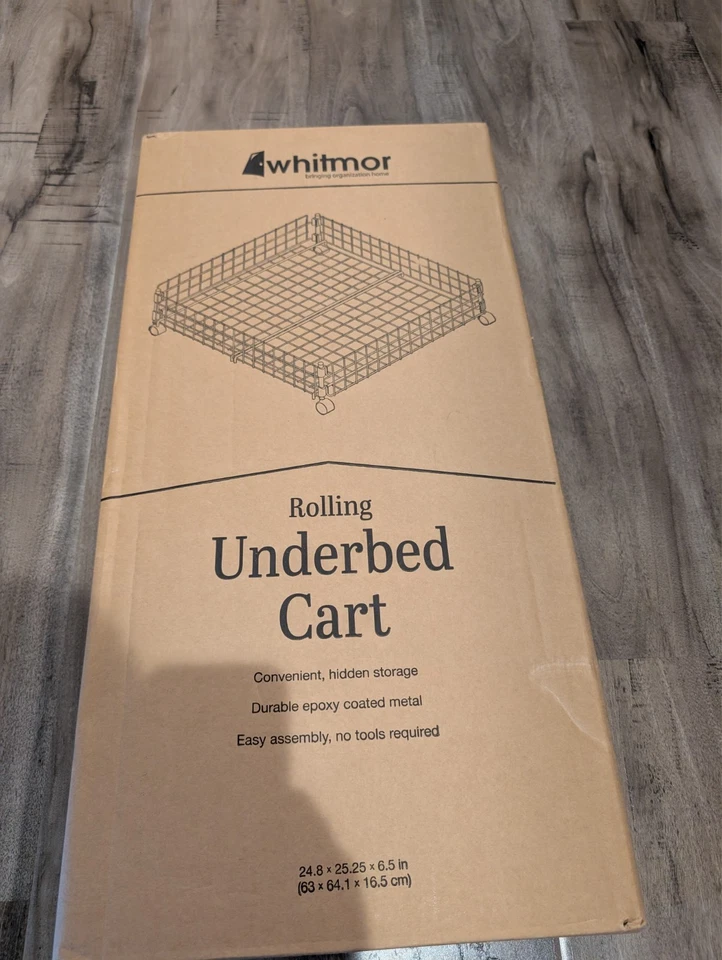 whitmor
bringing organization home
Rolling
Underbed
Cart
Convenient, hidden storage
Durable epoxy coated metal
Easy assembly, no tools required
24.8 x 25.25 x 6.5 in
(63 x 64.1 x 16.5 cm)